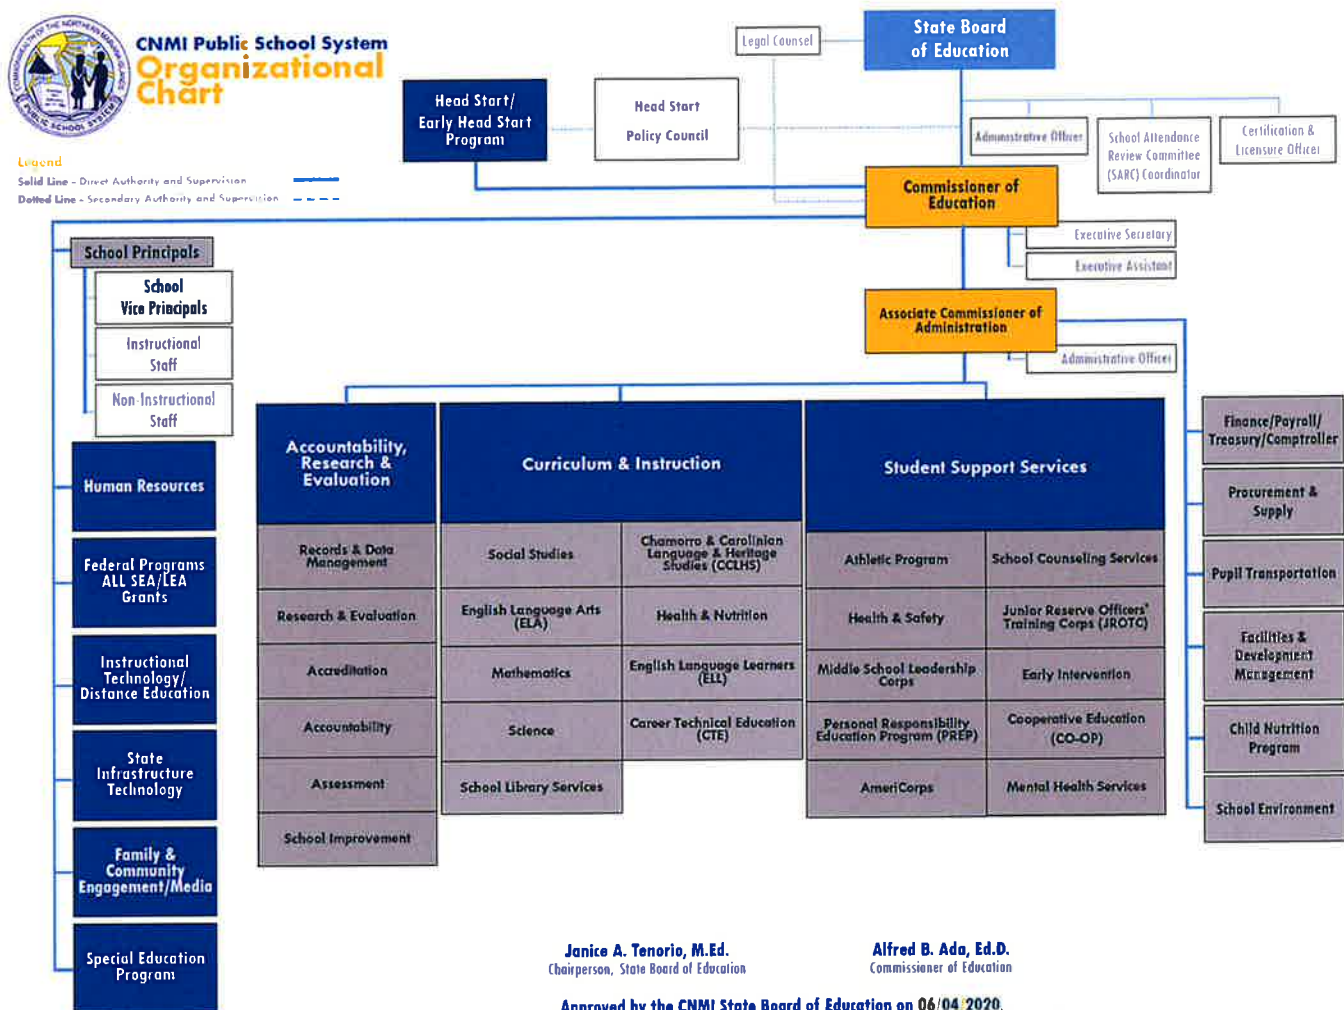 CNMI Public School System
Organizational
Chart
Legend
Solid Line - Direct Authority and Supervision
Dotted Line - Secondary Authority and Supervision
State Board
of Education
Legal Counsel
Head Start/
Early Head Start
Program
Head Start
Policy Council
Administrative Officer
School Attendance
Review Committee
(SARC) Coordinator
Certification &
Licensure Officer
Commissioner of
Education
Executive Secretary
Executive Assistant
Associate Commissioner of
Administration
Administrative Officer
School Principals
School
Vice Principals
Instructional
Staff
Non-Instructional
Staff
Human Resources
Federal Programs
ALL SEA/LEA
Grants
Instructional
Technology/
Distance Education
State
Infrastructure
Technology
Family &
Community
Engagement/Media
Special Education
Program
Accountability,
Research &
Evaluation
Records & Data
Management
Research & Evaluation
Accreditation
Accountability
Assessment
School Improvement
Curriculum & Instruction
Social Studies
English Language Arts
(ELA)
Mathematics
Science
School Library Services
Chamorro & Carolinian
Language & Heritage
Studies (CCLHS)
Health & Nutrition
English Language Learners
(ELL)
Career Technical Education
(CTE)
Student Support Services
Athletic Program
Health & Safety
Middle School Leadership
Corps
Personal Responsibility
Education Program (PREP)
AmeriCorps
School Counseling Services
Junior Reserve Officers'
Training Corps (JROTC)
Early Intervention
Cooperative Education
(CO-OP)
Mental Health Services
Finance/Payroll/
Treasury/Comptroller
Procurement &
Supply
Pupil Transportation
Facilities &
Development
Management
Child Nutrition
Program
School Environment
Janice A. Tenorio, M.Ed.
Chairperson, State Board of Education
Alfred B. Ada, Ed.D.
Commissioner of Education
Approved by the CNMI State Board of Education on 06/04/2020.
COMMONWEALTH OF THE NORTHERN MARIANA ISLANDS
PUBLIC SCHOOL SYSTEM